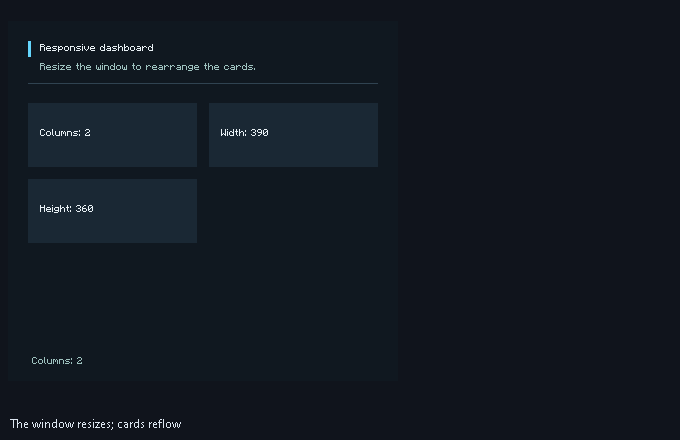 Responsive dashboard
Resize the window to rearrange the cards.
Columns: 2
Width: 390
Height: 360
Columns: 2
The window resizes; cards reflow